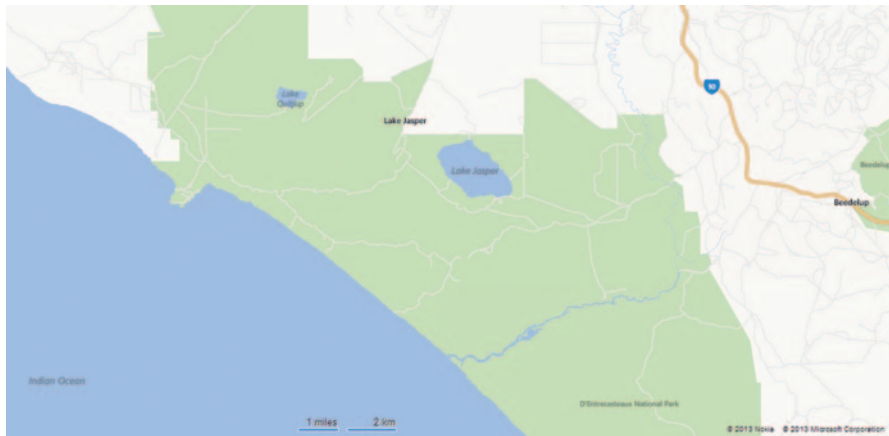 10
Lake
Quitjup
Lake Jasper
Lake Jasper
Beedelup
Beedelup
Indian Ocean
D'Entrecasteaux National Park
1 miles 2 km
© 2013 Nokia © 2013 Microsoft Corporation